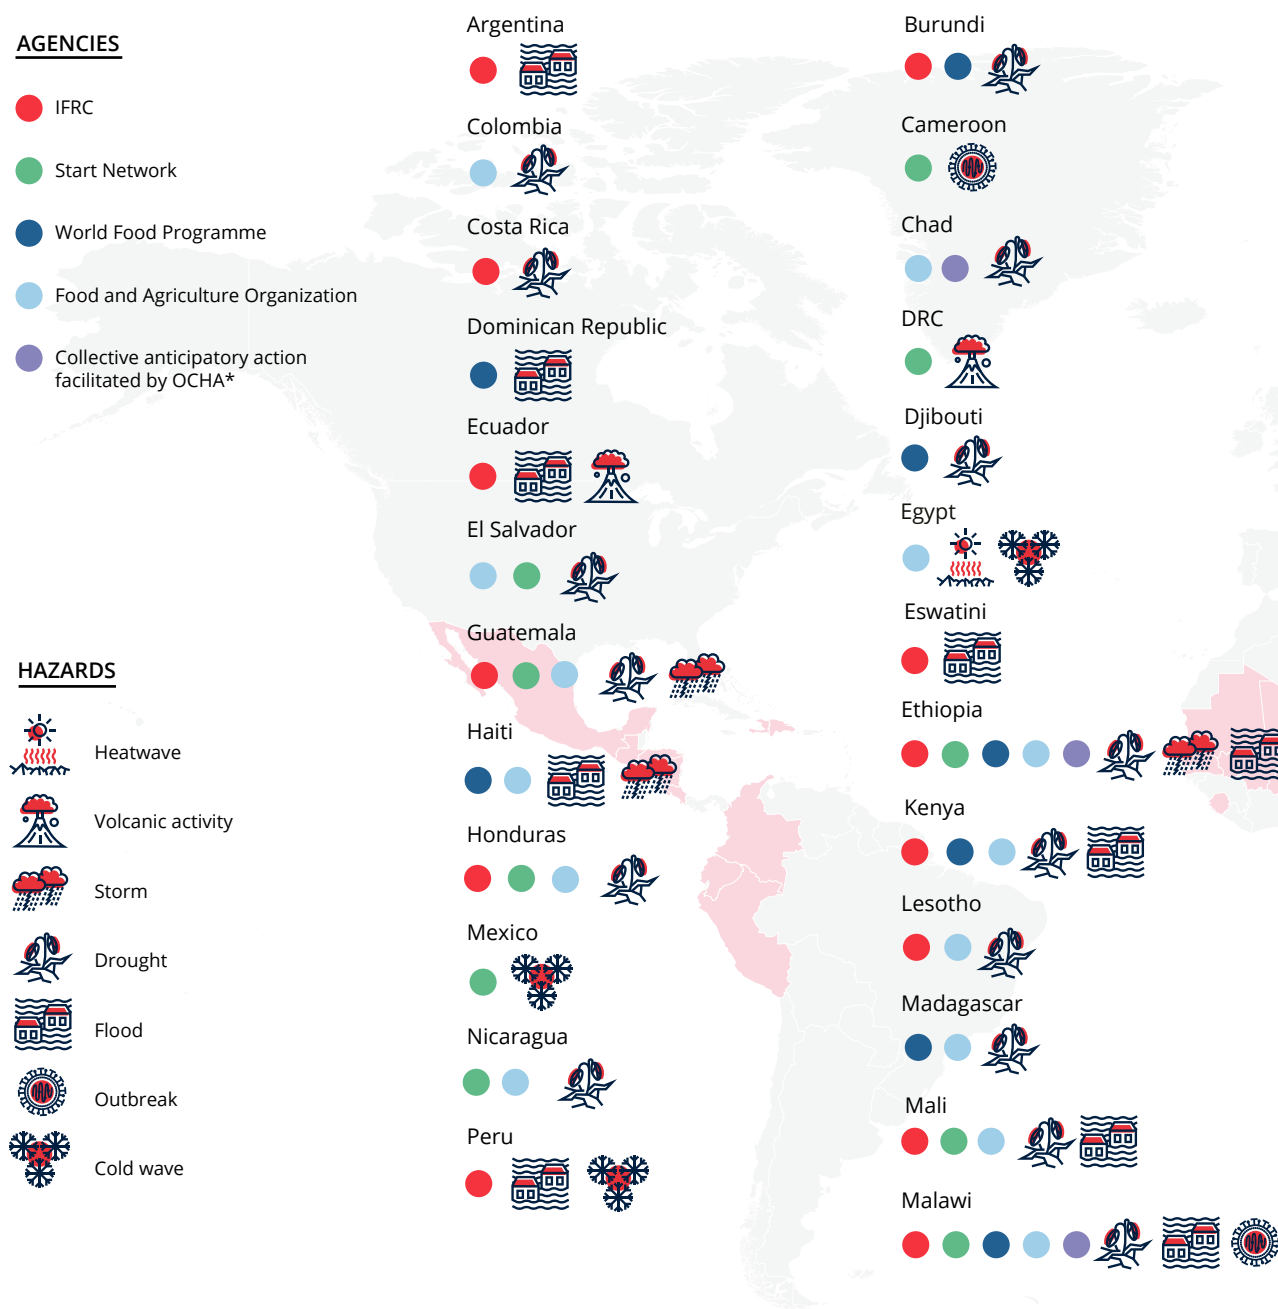 AGENCIES
IFRC
Start Network
World Food Programme
Food and Agriculture Organization
Collective anticipatory action
facilitated by OCHA*
HAZARDS
Heatwave
Volcanic activity
Storm
Drought
Flood
Outbreak
Cold wave
Argentina
Colombia
Costa Rica
Dominican Republic
Ecuador
El Salvador
Guatemala
Haiti
Honduras
Mexico
Nicaragua
Peru
Burundi
Cameroon
Chad
DRC
Djibouti
Egypt
Eswatini
Ethiopia
Kenya
Lesotho
Madagascar
Mali
Malawi